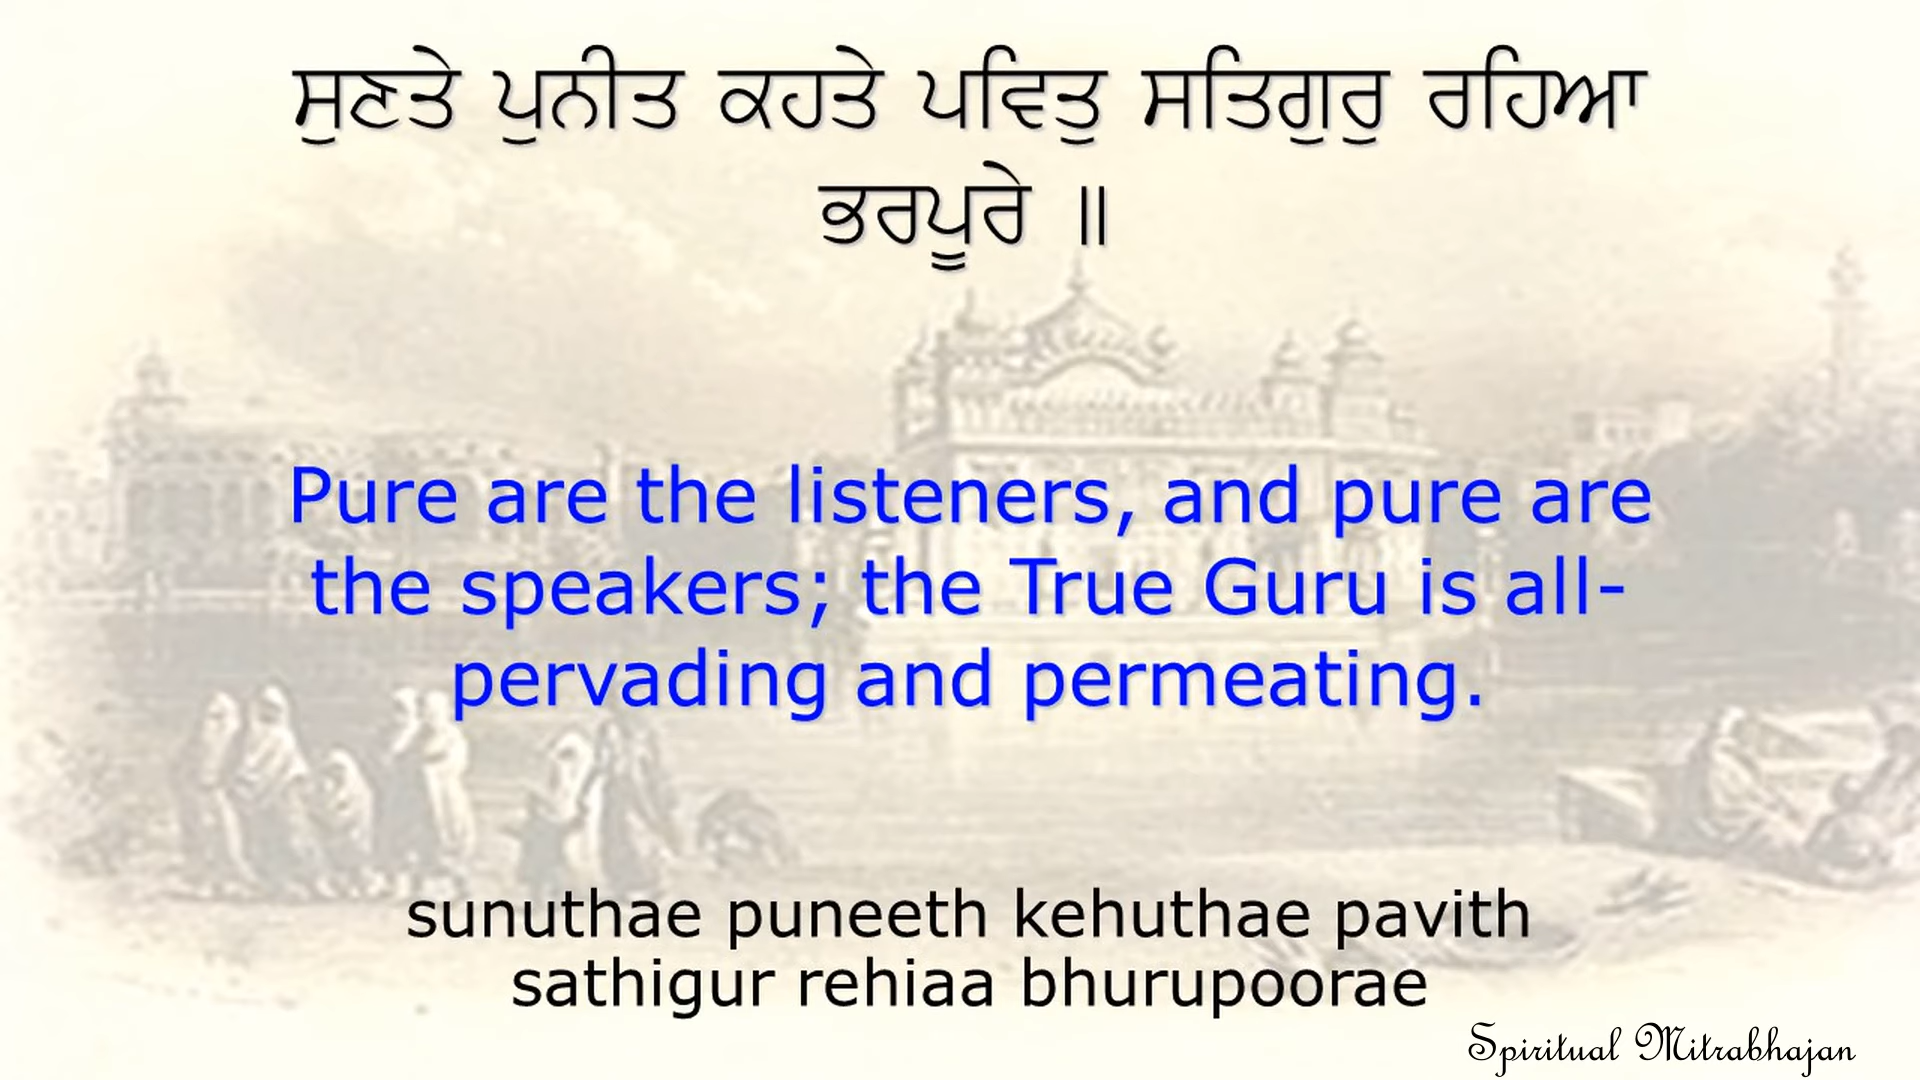 ਸੁਣਤੇ ਪੁਨੀਤ ਕਹਤੇ ਪਵਿਤੁ ਸਤਿਗੁਰੁ ਰਹਿਆ
ਭਰਪੂਰੇ ॥
Pure are the listeners, and pure are
the speakers; the True Guru is all-
pervading and permeating.
sunuthae puneeth kehuthae pavith
sathigur rehiaa bhurupoorae
Spiritual Mitrabhajan